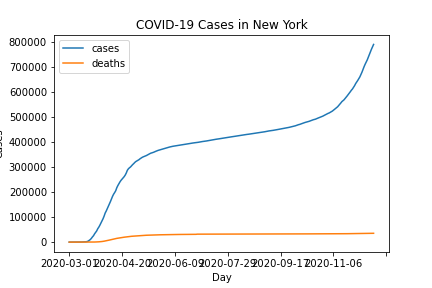 COVID-19 Cases in New York
cases
deaths
800000
700000
600000
500000
400000
300000
200000
100000
0
Cases
2020-03-01 2020-04-20 2020-06-09 2020-07-29 2020-09-17 2020-11-06
Day